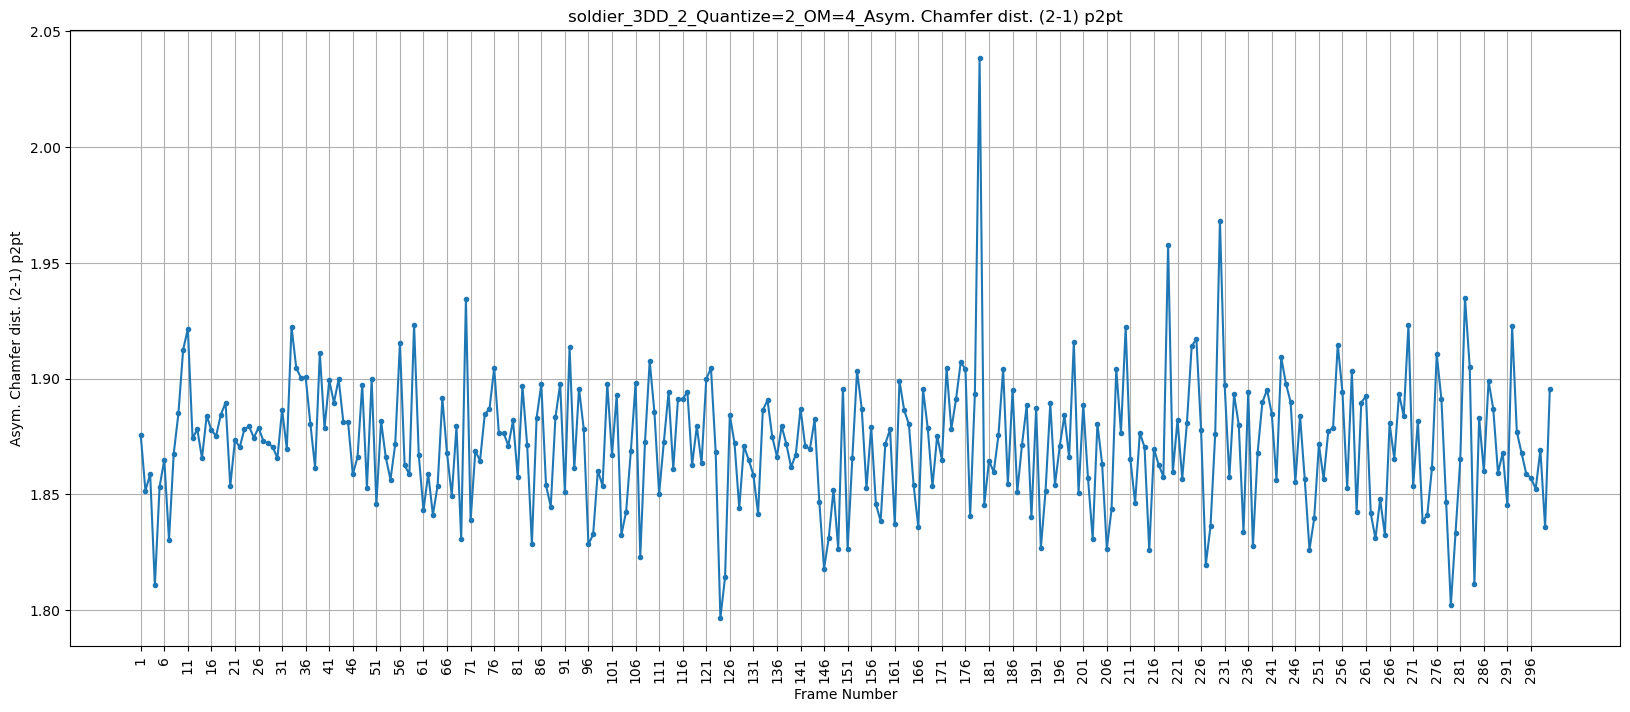 soldier_3DD_2_Quantize=2_OM=4_Asym. Chamfer dist. (2-1) p2pt
Asym. Chamfer dist. (2-1) p2pt
2.05
2.00
1.95
1.90
1.85
1.80
1 6 11 16 21 26 31 36 41 46 51 56 61 66 71 76 81 86 91 96 101 106 111 116 121 126 131 136 141 146 151 156 161 166 171 176 181 186 191 196 201 206 211 216 221 226 231 236 241 246 251 256 261 266 271 276 281 286 291 296
Frame Number